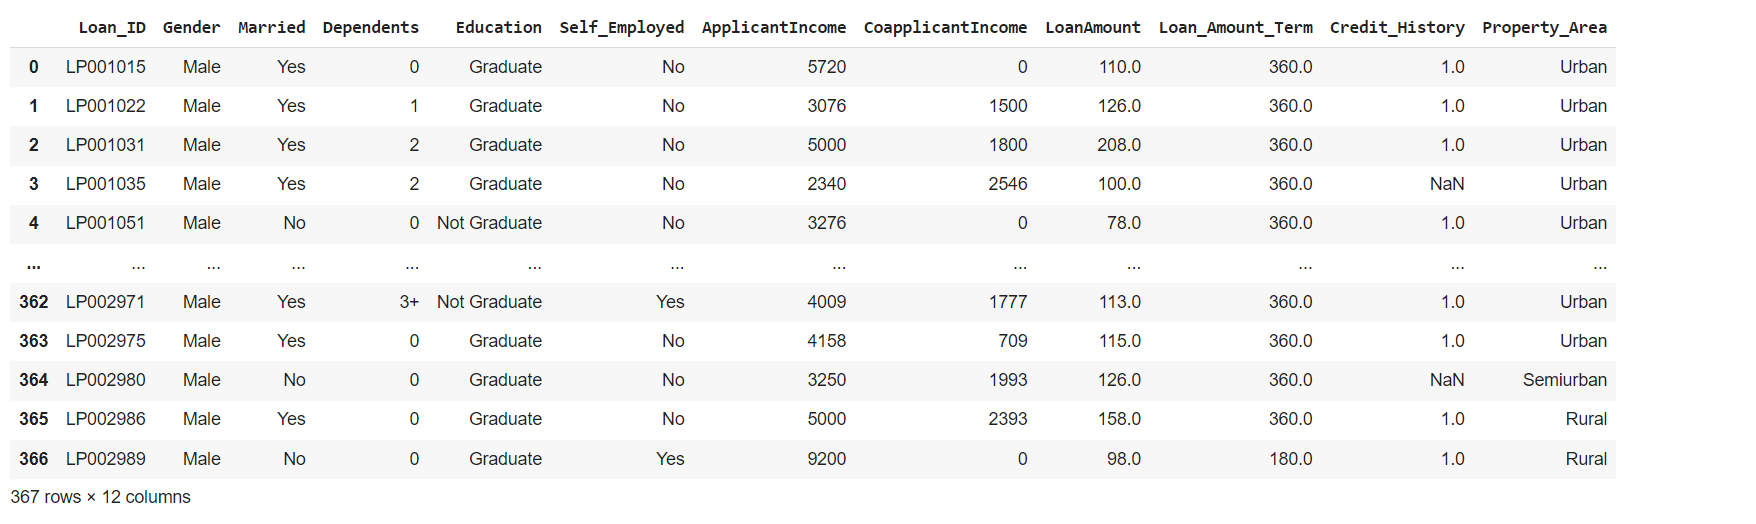 Loan_ID Gender Married Dependents Education Self_Employed ApplicantIncome CoapplicantIncome LoanAmount Loan_Amount_Term Credit_History Property_Area
0 LP001015 Male Yes 0 Graduate No 5720 0 110.0 360.0 1.0 Urban
1 LP001022 Male Yes 1 Graduate No 3076 1500 126.0 360.0 1.0 Urban
2 LP001031 Male Yes 2 Graduate No 5000 1800 208.0 360.0 1.0 Urban
3 LP001035 Male Yes 2 Graduate No 2340 2546 100.0 360.0 NaN Urban
4 LP001051 Male No 0 Not Graduate No 3276 0 78.0 360.0 1.0 Urban
... ... ... ... ... ... ... ... ... ... ... ... ...
362 LP002971 Male Yes 3+ Not Graduate Yes 4009 1777 113.0 360.0 1.0 Urban
363 LP002975 Male Yes 0 Graduate No 4158 709 115.0 360.0 1.0 Urban
364 LP002980 Male No 0 Graduate No 3250 1993 126.0 360.0 NaN Semiurban
365 LP002986 Male Yes 0 Graduate No 5000 2393 158.0 360.0 1.0 Rural
366 LP002989 Male No 0 Graduate Yes 9200 0 98.0 180.0 1.0 Rural
367 rows × 12 columns